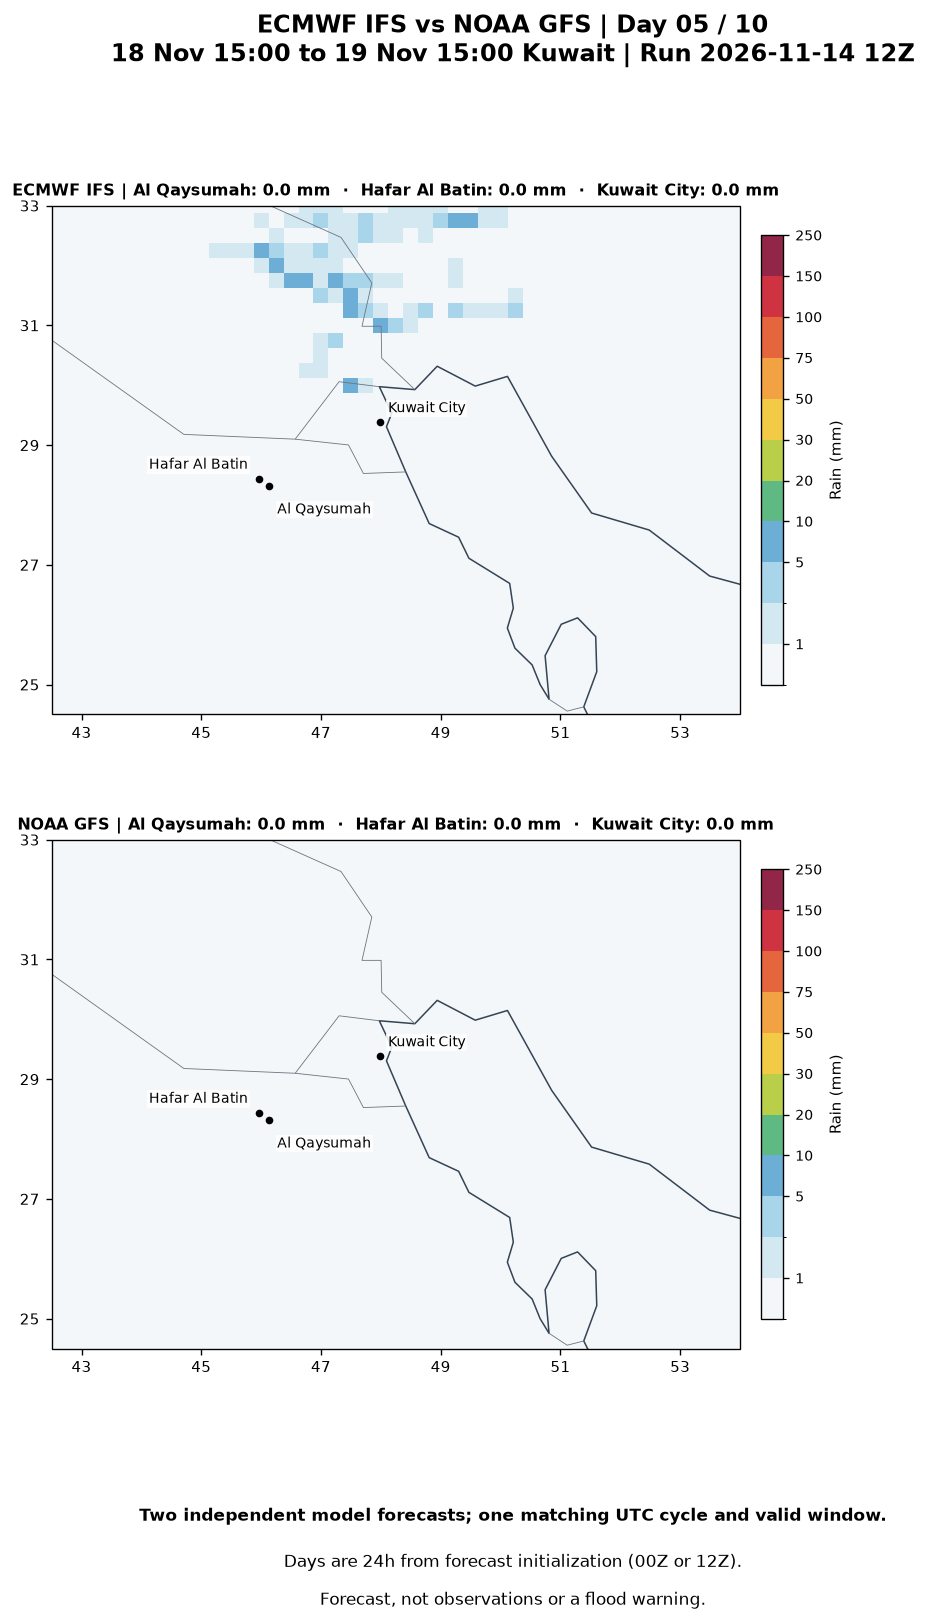 ECMWF IFS vs NOAA GFS | Day 05 / 10
18 Nov 15:00 to 19 Nov 15:00 Kuwait | Run 2026-11-14 12Z
ECMWF IFS | Al Qaysumah: 0.0 mm · Hafar Al Batin: 0.0 mm · Kuwait City: 0.0 mm
33
31
29
27
25
Kuwait City
Hafar Al Batin
Al Qaysumah
43 45 47 49 51 53
250
150
100
75
50
30
20
10
5
1
Rain (mm)
NOAA GFS | Al Qaysumah: 0.0 mm · Hafar Al Batin: 0.0 mm · Kuwait City: 0.0 mm
33
31
29
27
25
Kuwait City
Hafar Al Batin
Al Qaysumah
43 45 47 49 51 53
250
150
100
75
50
30
20
10
5
1
Rain (mm)
Two independent model forecasts; one matching UTC cycle and valid window.
Days are 24h from forecast initialization (00Z or 12Z).
Forecast, not observations or a flood warning.